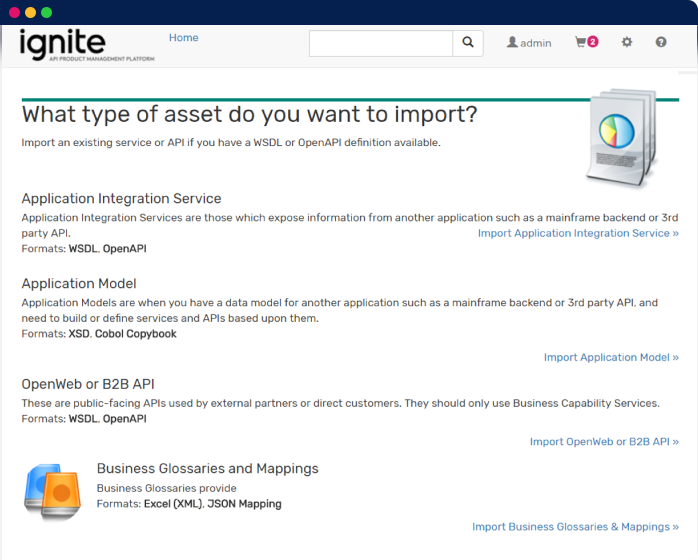 ignite
API PRODUCT MANAGEMENT PLATFORM
Home
admin
2
What type of asset do you want to import?
Import an existing service or API if you have a WSDL or OpenAPI definition available.
Application Integration Service
Application Integration Services are those which expose information from another application such as a mainframe backend or 3rd
party API.
Import Application Integration Service »
Formats: WSDL, OpenAPI
Application Model
Application Models are when you have a data model for another application such as a mainframe backend or 3rd party API, and
need to build or define services and APIs based upon them.
Formats: XSD, Cobol Copybook
Import Application Model »
OpenWeb or B2B API
These are public-facing APIs used by external partners or direct customers. They should only use Business Capability Services.
Formats: WSDL, OpenAPI
Import OpenWeb or B2B API »
Business Glossaries and Mappings
Business Glossaries provide
Formats: Excel (XML), JSON Mapping
Import Business Glossaries & Mappings »